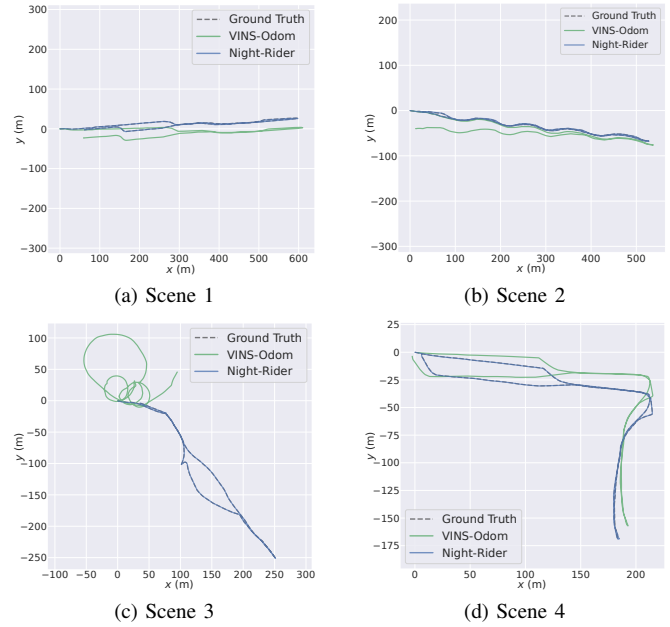 300
200
100
0
−100
−200
−300
y (m)
0 100 200 300 400 500 600
x (m)
Ground Truth
VINS-Odom
Night-Rider
(a) Scene 1
300
200
100
0
−100
−200
−300
y (m)
0 100 200 300 400 500
x (m)
Ground Truth
VINS-Odom
Night-Rider
(b) Scene 2
100
50
0
−50
−100
−150
−200
−250
y (m)
−100 −50 0 50 100 150 200 250 300
x (m)
Ground Truth
VINS-Odom
Night-Rider
(c) Scene 3
25
0
−25
−50
−75
−100
−125
−150
−175
y (m)
0 50 100 150 200
x (m)
Ground Truth
VINS-Odom
Night-Rider
(d) Scene 4